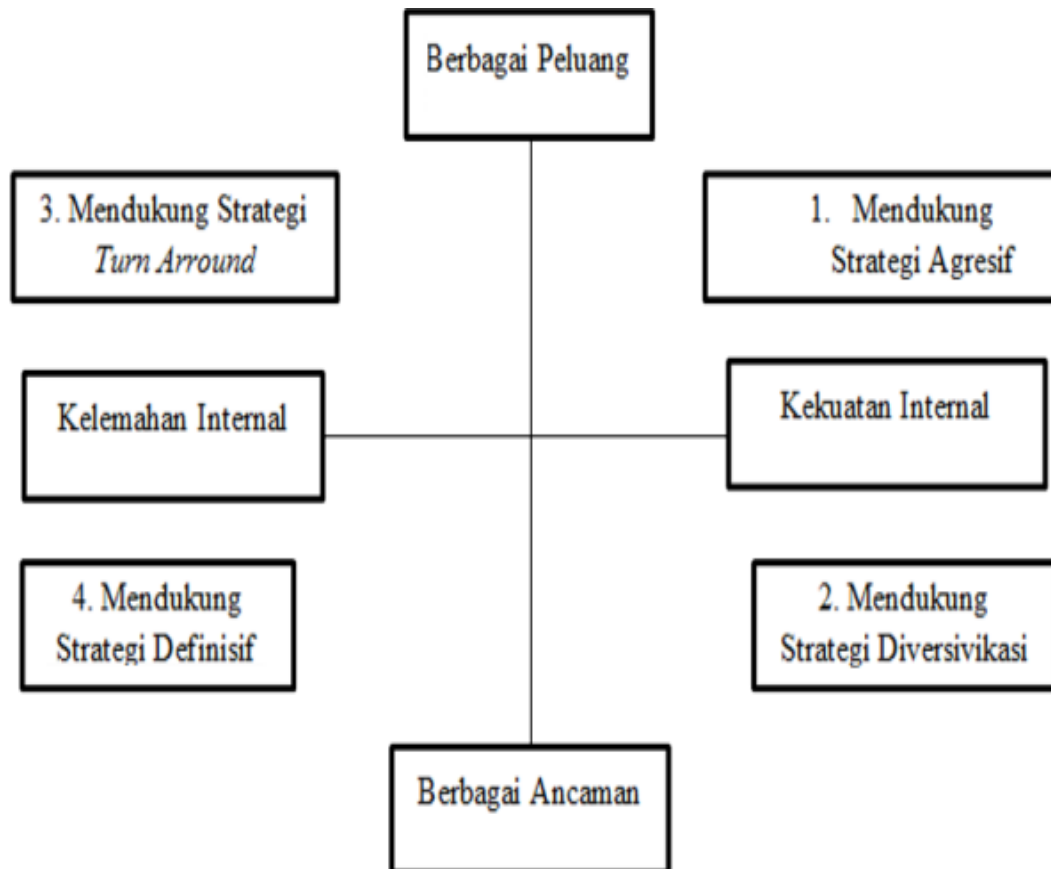 Berbagai Peluang
3. Mendukung Strategi
Turn Arround
1. Mendukung
Strategi Agresif
Kelemahan Internal
Kekuatan Internal
4. Mendukung
Strategi Definisif
2. Mendukung
Strategi Diversivikasi
Berbagai Ancaman